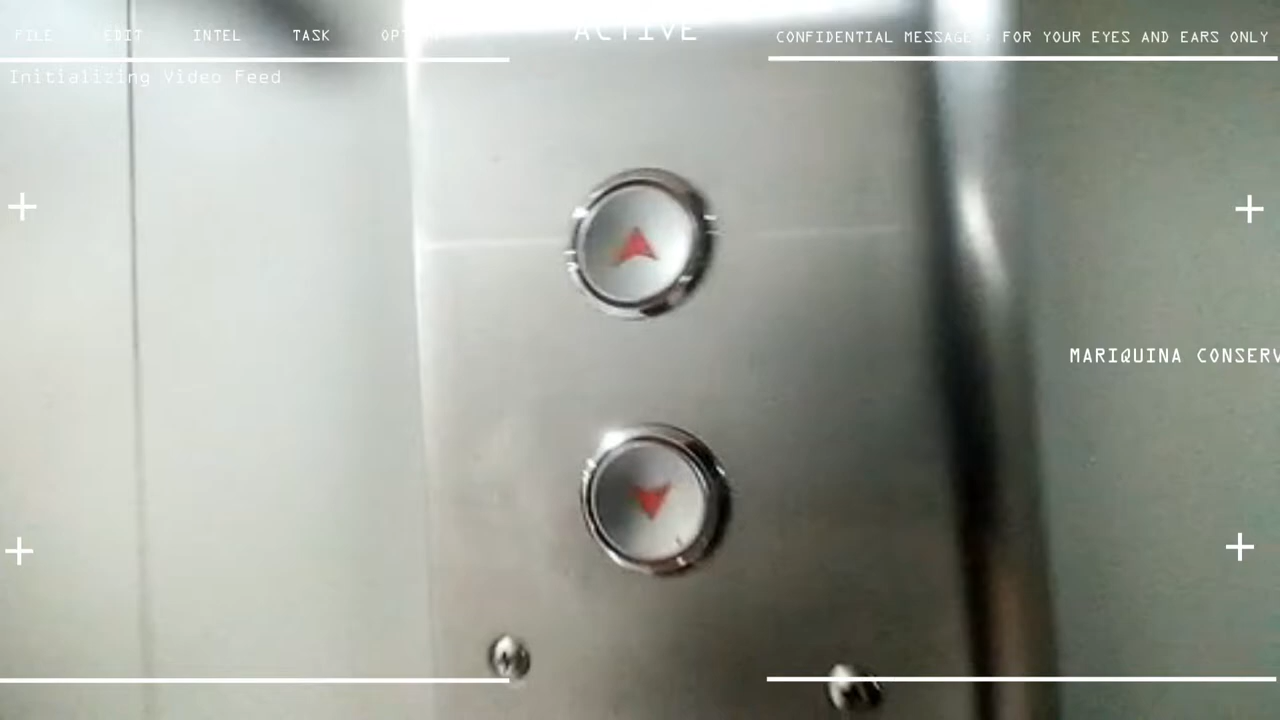 FILE EDIT INTEL TASK
ACTIVE
CONFIDENTIAL MESSAGE : FOR YOUR EYES AND EARS ONLY
Initializing Video Feed
MARIQUINA CONSERV